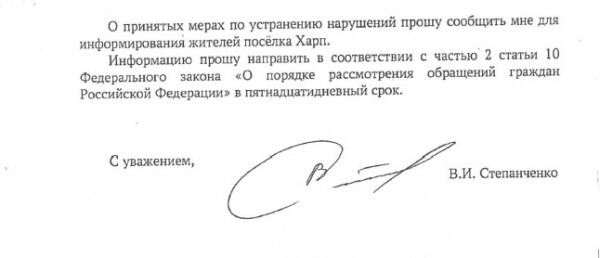 О принятых мерах по устранению нарушений прошу сообщить мне для
информирования жителей посёлка Харп.
Информацию прошу направить в соответствии с частью 2 статьи 10
Федерального закона «О порядке рассмотрения обращений граждан
Российской Федерации» в пятнадцатидневный срок.
С уважением,
В.И. Степанченко